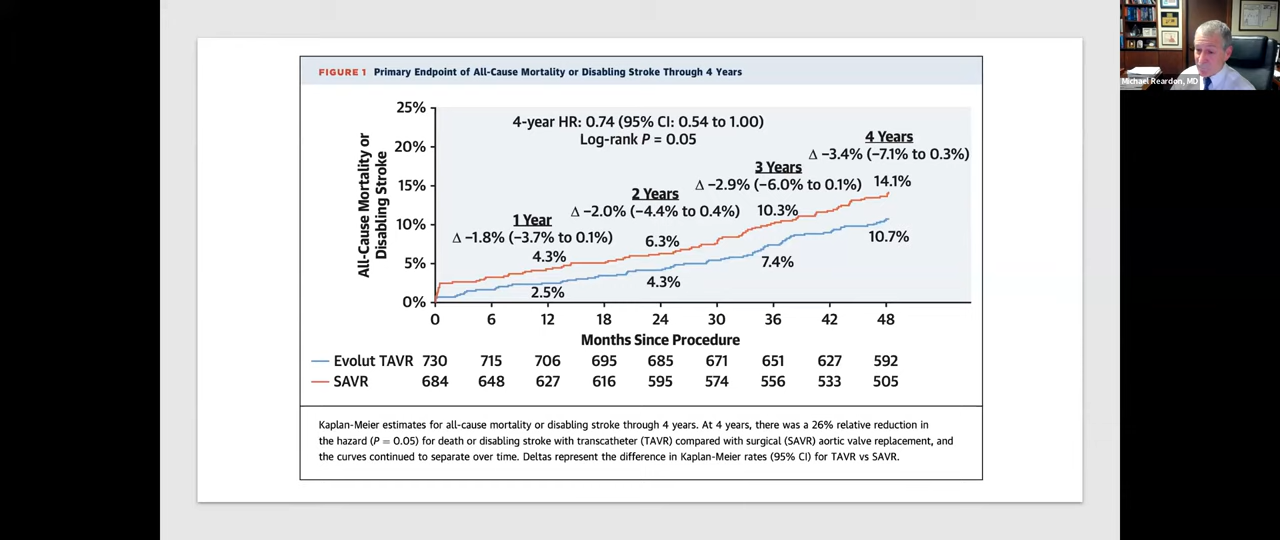 FIGURE 1 Primary Endpoint of All-Cause Mortality or Disabling Stroke Through 4 Years
All-Cause Mortality or
Disabling Stroke
25%
20%
15%
10%
5%
0%
4-year HR: 0.74 (95% CI: 0.54 to 1.00)
Log-rank P = 0.05
1 Year
Δ −1.8% (−3.7% to 0.1%)
4.3%
2.5%
2 Years
Δ −2.0% (−4.4% to 0.4%)
6.3%
4.3%
3 Years
Δ −2.9% (−6.0% to 0.1%)
10.3%
7.4%
4 Years
Δ −3.4% (−7.1% to 0.3%)
14.1%
10.7%
0 6 12 18 24 30 36 42 48
Months Since Procedure
Evolut TAVR 730 715 706 695 685 671 651 627 592
SAVR 684 648 627 616 595 574 556 533 505
Kaplan-Meier estimates for all-cause mortality or disabling stroke through 4 years. At 4 years, there was a 26% relative reduction in
the hazard (P = 0.05) for death or disabling stroke with transcatheter (TAVR) compared with surgical (SAVR) aortic valve replacement, and
the curves continued to separate over time. Deltas represent the difference in Kaplan-Meier rates (95% CI) for TAVR vs SAVR.
Michael Reardon, MD